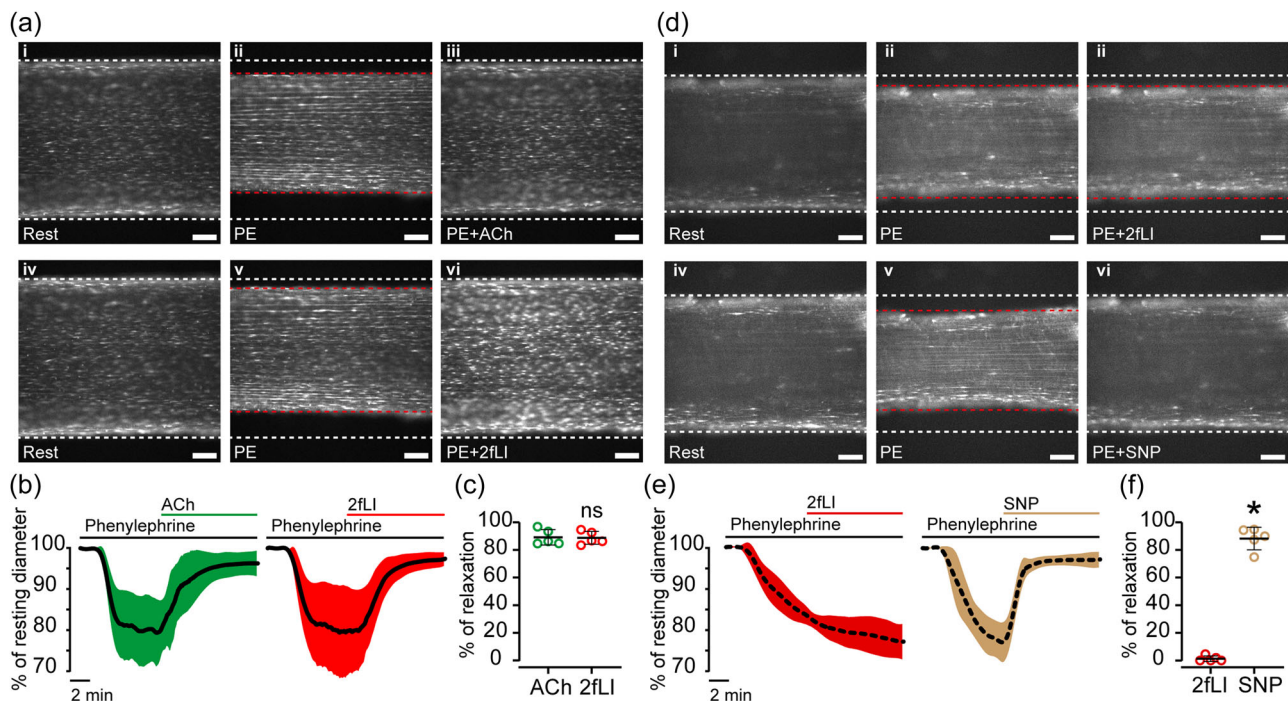 (a)
i
ii
iii
Rest
PE
PE+ACh
iv
v
vi
Rest
PE
PE+2fLI
(b)
ACh
2fLI
Phenylephrine
Phenylephrine
% of resting diameter
100
90
80
70
2 min
(c)
ns
% of relaxation
100
80
60
40
20
0
ACh 2fLI
(d)
i
ii
ii
Rest
PE
PE+2fLI
iv
v
vi
Rest
PE
PE+SNP
(e)
2fLI
SNP
Phenylephrine
Phenylephrine
% of resting diameter
100
90
80
70
2 min
(f)
*
% of relaxation
100
80
60
40
20
0
2fLI SNP